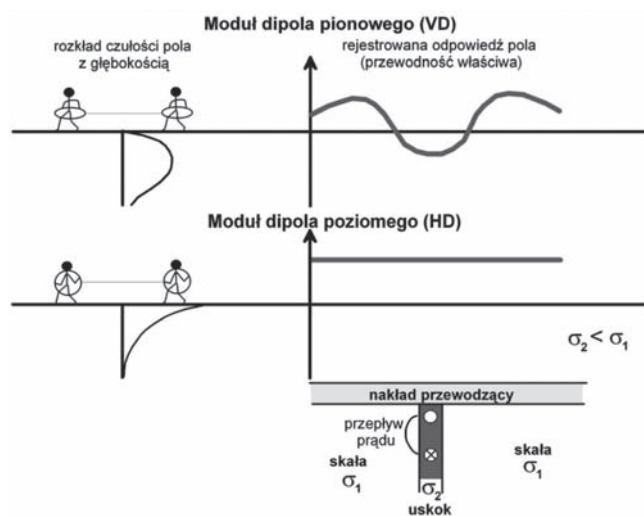 Moduł dipola pionowego (VD)
rozkład czułości pola
z głębokością
rejestrowana odpowiedź pola
(przewodność właściwa)
Moduł dipola poziomego (HD)
σ₂ < σ₁
nakład przewodzący
przepływ
prądu
skała
σ₁
skała
σ₁
σ₂
uskok